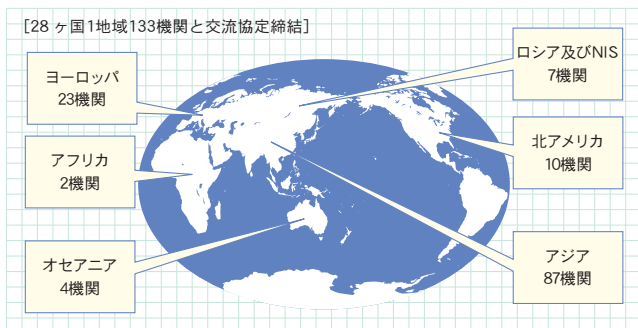 [28 ヶ国1地域133機関と交流協定締結]
ヨーロッパ
23機関
アフリカ
2機関
オセアニア
4機関
ロシア及びNIS
7機関
北アメリカ
10機関
アジア
87機関